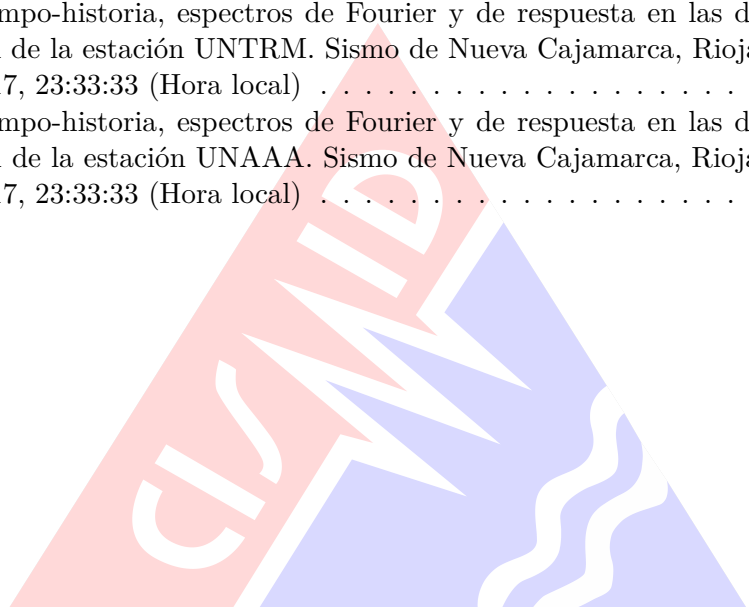 mpo-historia, espectros de Fourier y de respuesta en las d
de la estación UNTRM. Sismo de Nueva Cajamarca, Rioja
7, 23:33:33 (Hora local) . . . . . . . . . . . . . . . . . . .
mpo-historia, espectros de Fourier y de respuesta en las d
de la estación UNAAA. Sismo de Nueva Cajamarca, Rioja
7, 23:33:33 (Hora local) . . . . . . . . . . . . . . . . . . .
CISMID